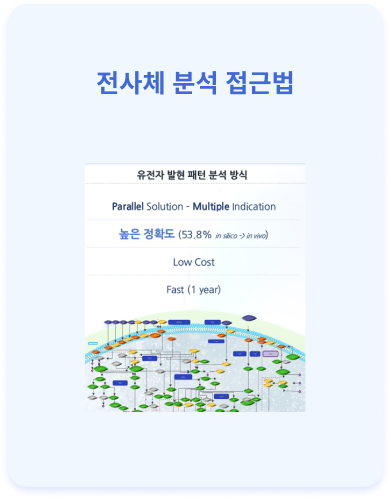 전사체 분석 접근법
유전자 발현 패턴 분석 방식
Parallel Solution - Multiple Indication
높은 정확도 (53.8% in silico -> in vivo)
Low Cost
Fast (1 year)